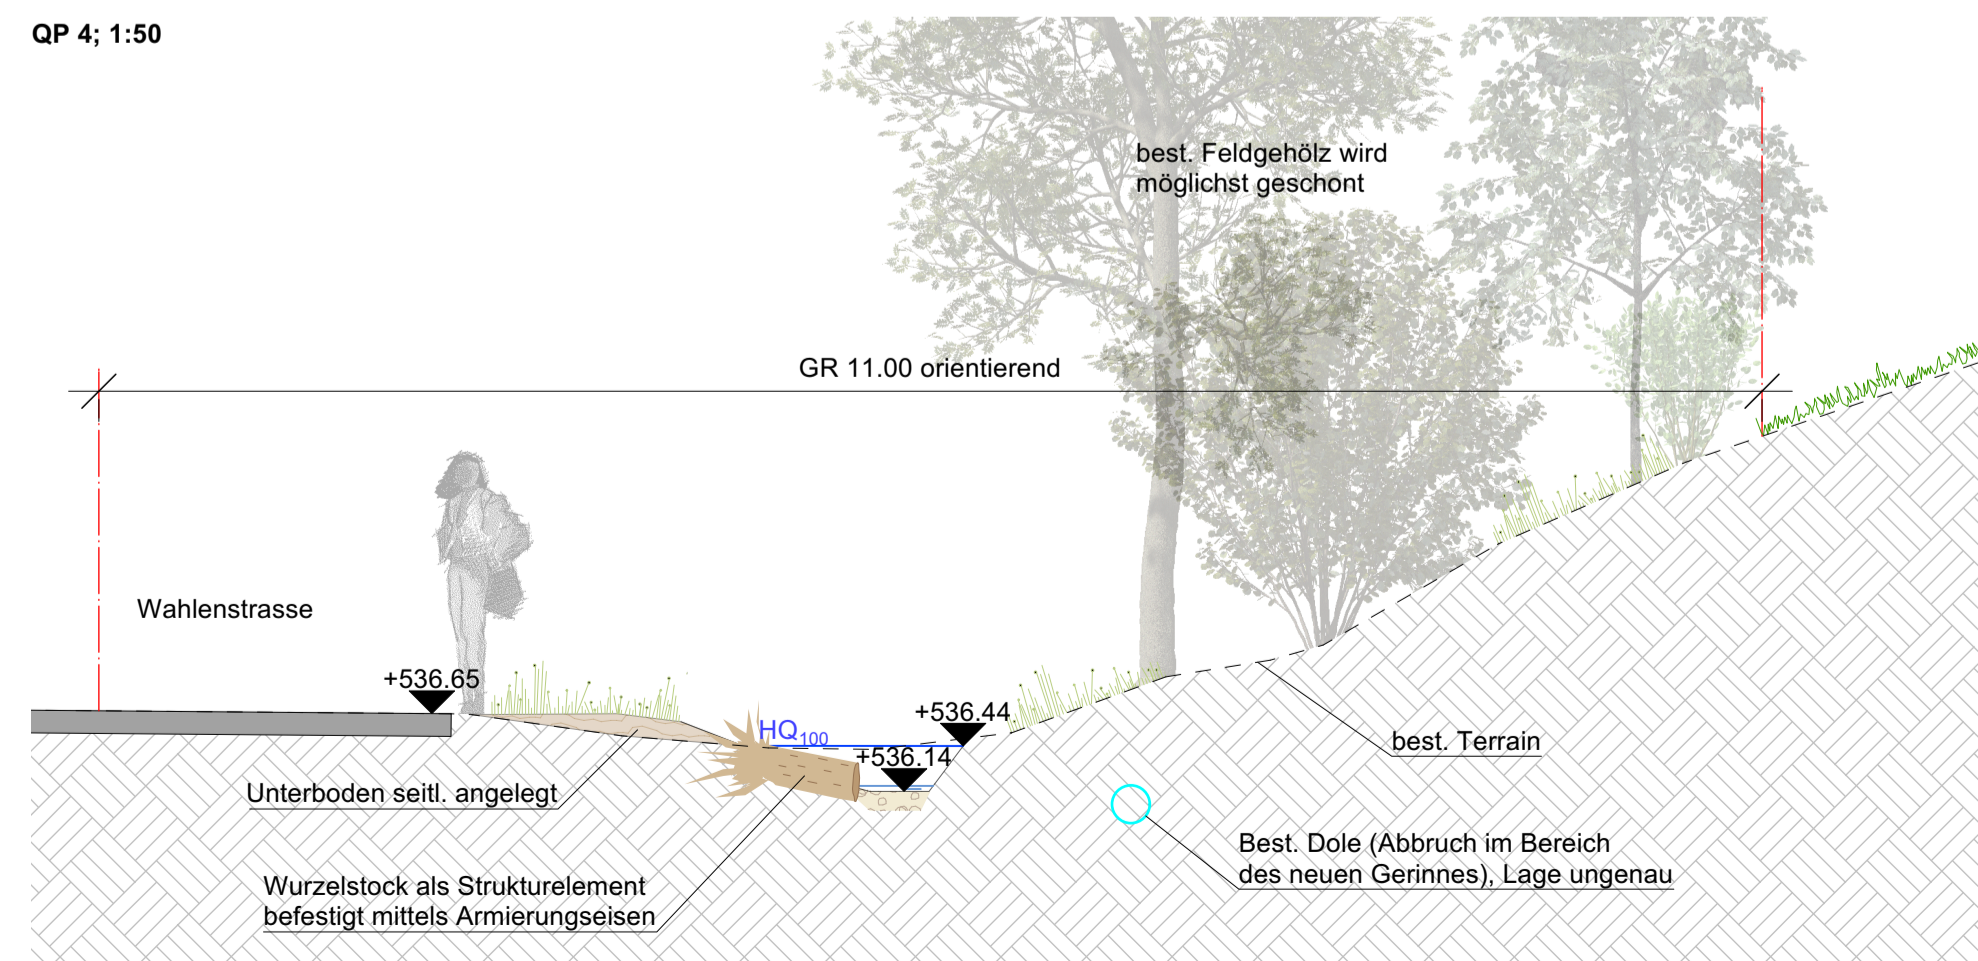 QP 4; 1:50
best. Feldgehölz wird
möglichst geschont
GR 11.00 orientierend
Wahlenstrasse
+536.65
+536.44
HQ100
+536.14
best. Terrain
Unterboden seitl. angelegt
Best. Dole (Abbruch im Bereich
des neuen Gerinnes), Lage ungenau
Wurzelstock als Strukturelement
befestigt mittels Armierungseisen